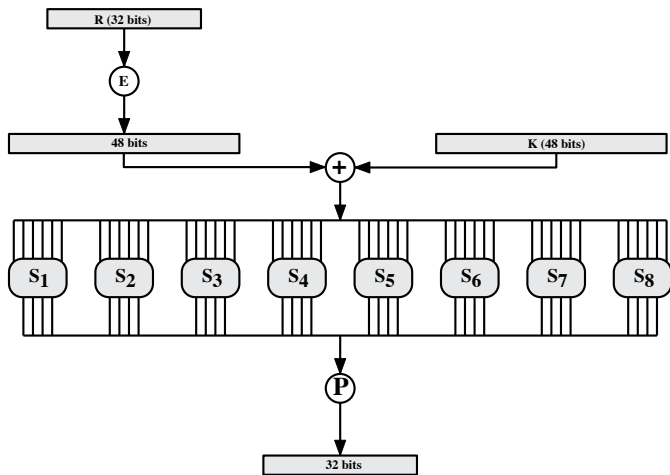 R (32 bits)
E
48 bits
K (48 bits)
+
S1 S2 S3 S4 S5 S6 S7 S8
P
32 bits